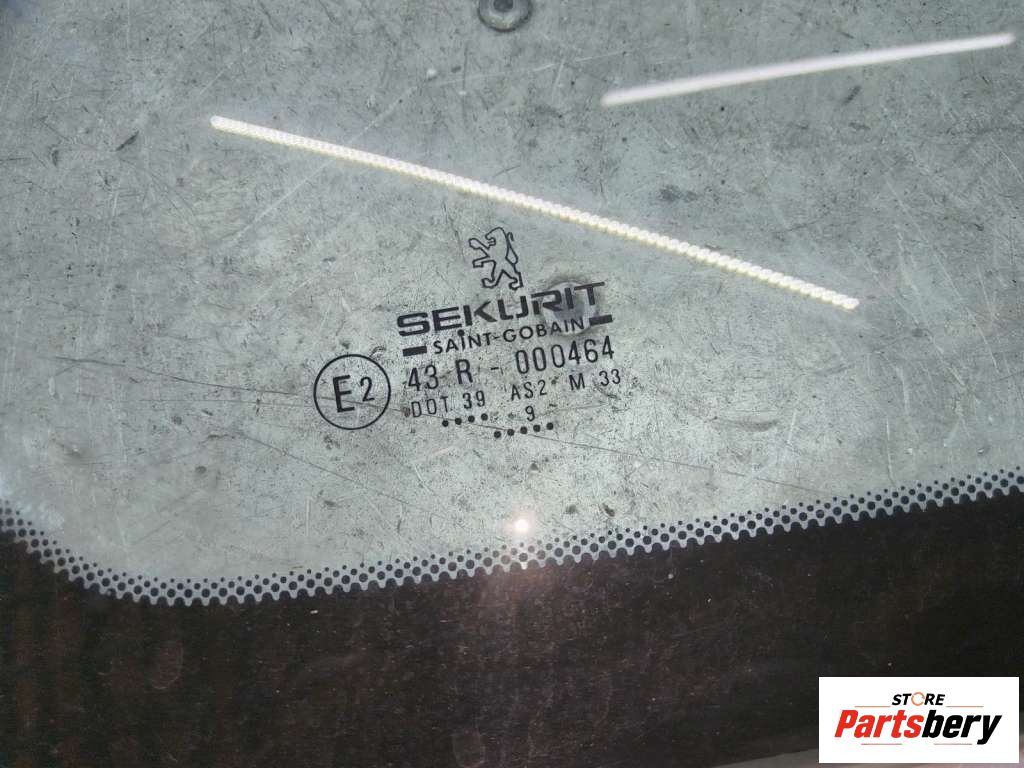 SEKURIT
SAINT-GOBAIN
E2
43 R - 000464
DOT 39 AS2 M 33
.... 9 .....
STORE
Partsbery